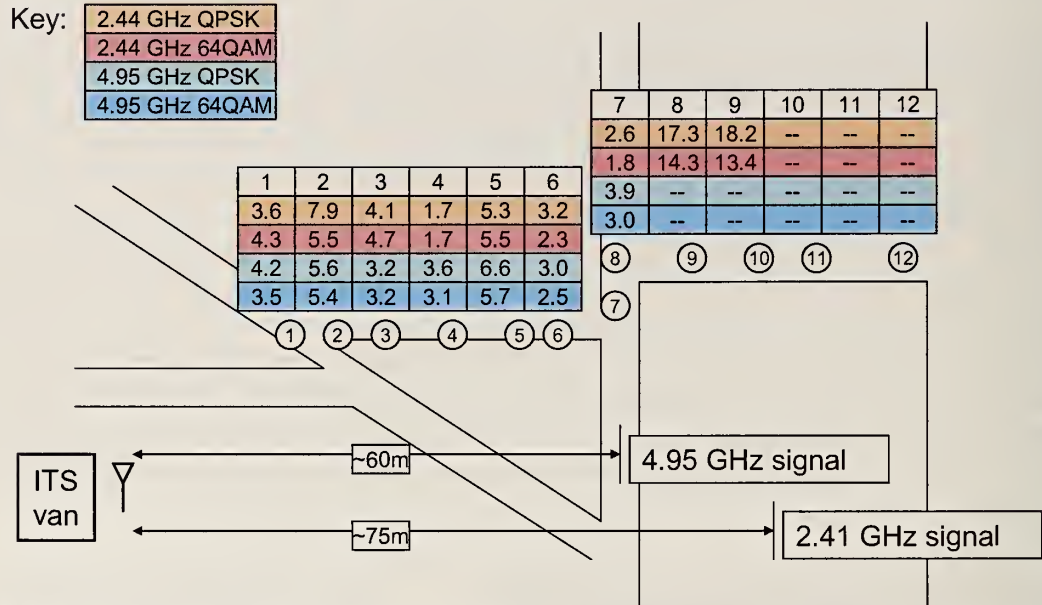 Key:
2.44 GHz QPSK
2.44 GHz 64QAM
4.95 GHz QPSK
4.95 GHz 64QAM
7 8 9 10 11 12
2.6 17.3 18.2 -- -- --
1.8 14.3 13.4 -- -- --
3.9 -- -- -- -- --
3.0 -- -- -- -- --
1 2 3 4 5 6
3.6 7.9 4.1 1.7 5.3 3.2
4.3 5.5 4.7 1.7 5.5 2.3
4.2 5.6 3.2 3.6 6.6 3.0
3.5 5.4 3.2 3.1 5.7 2.5
8 9 10 11 12
7
1 2 3 4 5 6
~60m
4.95 GHz signal
ITS
van
~75m
2.41 GHz signal